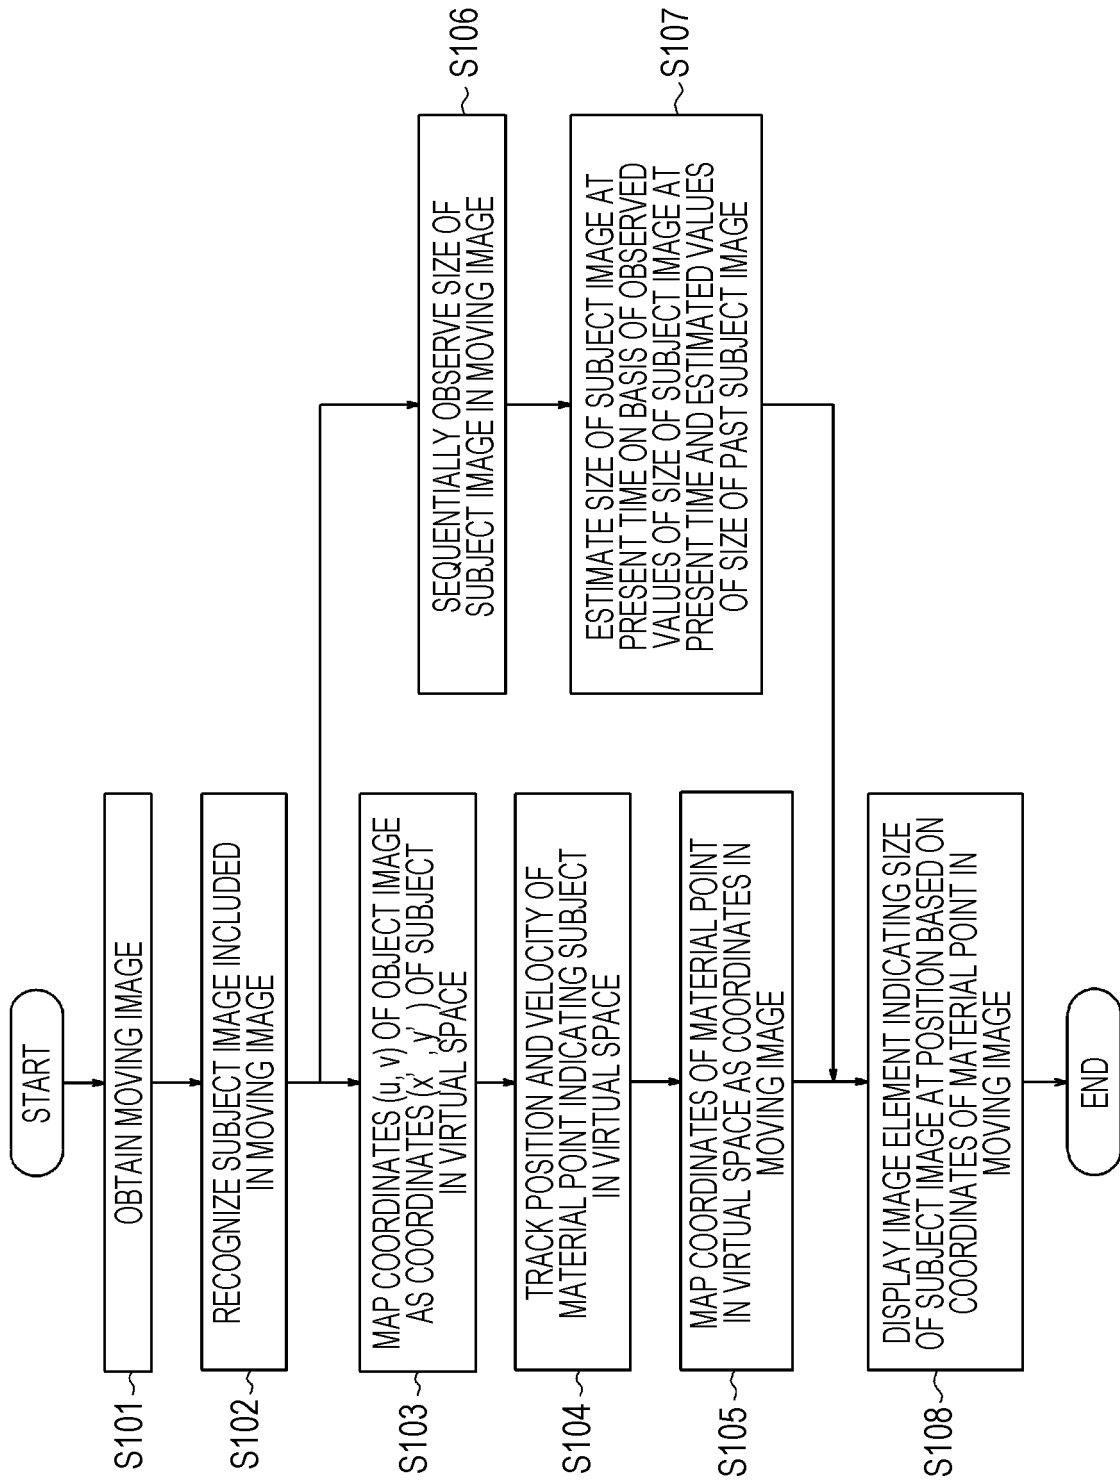 START
S101
OBTAIN MOVING IMAGE
S102
RECOGNIZE SUBJECT IMAGE INCLUDED
IN MOVING IMAGE
S103
MAP COORDINATES (u, v) OF OBJECT IMAGE
AS COORDINATES (x', y') OF SUBJECT
IN VIRTUAL SPACE
S104
TRACK POSITION AND VELOCITY OF
MATERIAL POINT INDICATING SUBJECT
IN VIRTUAL SPACE
S105
MAP COORDINATES OF MATERIAL POINT
IN VIRTUAL SPACE AS COORDINATES IN
MOVING IMAGE
S106
SEQUENTIALLY OBSERVE SIZE OF
SUBJECT IMAGE IN MOVING IMAGE
S107
ESTIMATE SIZE OF SUBJECT IMAGE AT
PRESENT TIME ON BASIS OF OBSERVED
VALUES OF SIZE OF SUBJECT IMAGE AT
PRESENT TIME AND ESTIMATED VALUES
OF SIZE OF PAST SUBJECT IMAGE
S108
DISPLAY IMAGE ELEMENT INDICATING SIZE
OF SUBJECT IMAGE AT POSITION BASED ON
COORDINATES OF MATERIAL POINT IN
MOVING IMAGE
END